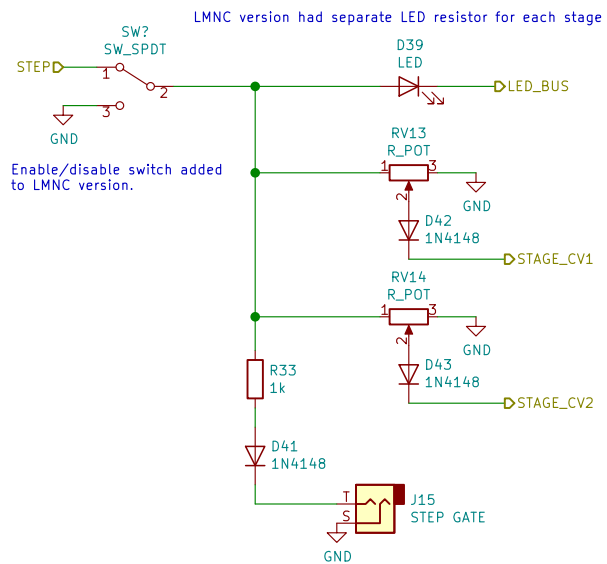 LMNC version had separate LED resistor for each stage
SW?
SW_SPDT
D39
LED
STEP
1
2
3
LED_BUS
GND
RV13
R_POT
Enable/disable switch added
to LMNC version.
1
3
2
GND
D42
1N4148
STAGE_CV1
RV14
R_POT
1
3
2
GND
R33
1k
D43
1N4148
STAGE_CV2
D41
1N4148
T
J15
S
STEP GATE
GND